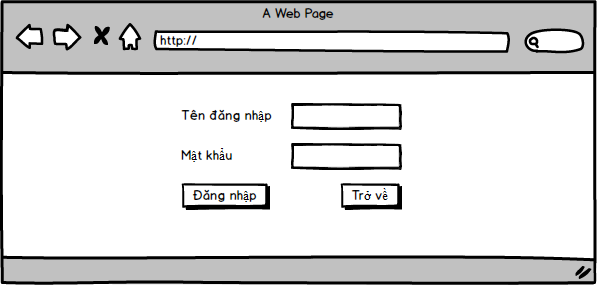 A Web Page
http://
Tên đăng nhập
Mật khẩu
Đăng nhập
Trở về